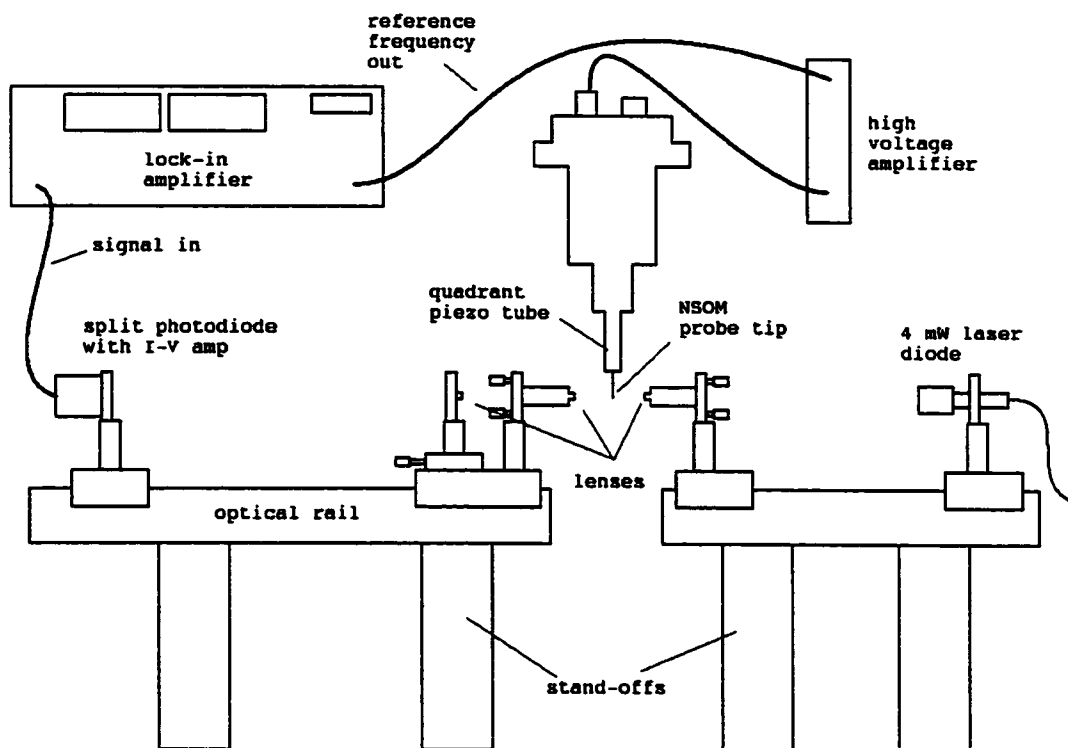 reference
frequency
out
lock-in
amplifier
high
voltage
amplifier
signal in
quadrant
piezo tube
NSOM
probe tip
split photodiode
with I-V amp
4 mW laser
diode
lenses
optical rail
stand-offs